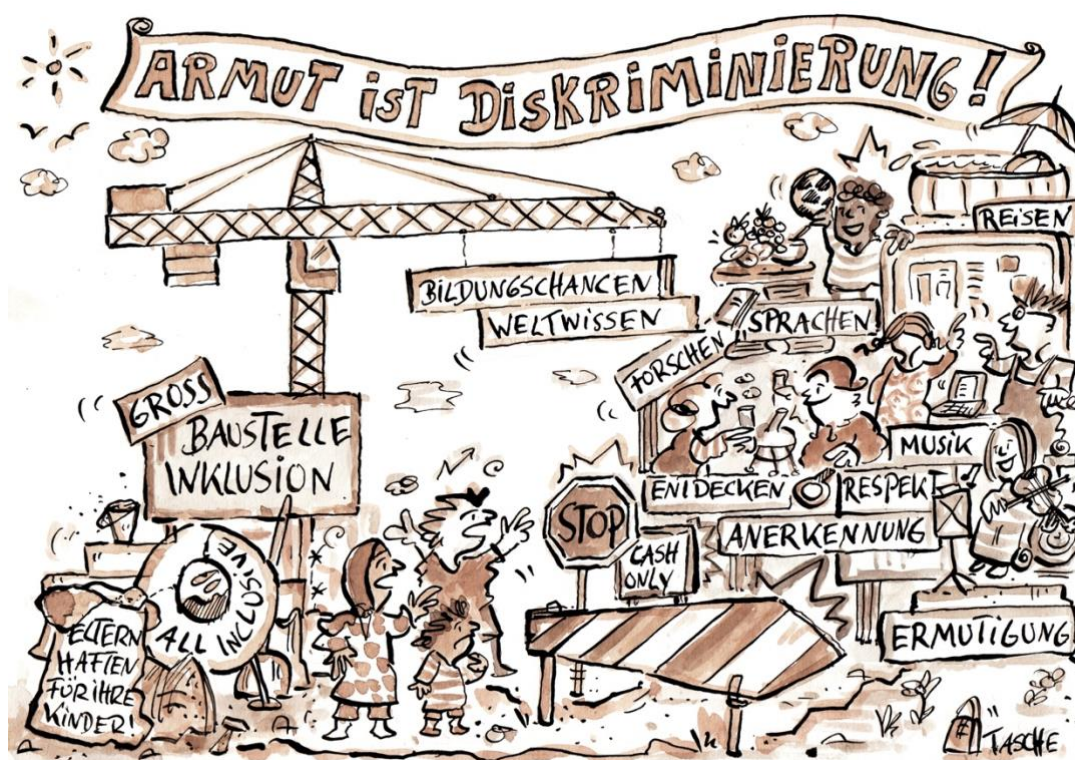 ARMUT iST DiSKRiMiNiERUNG!
REiSEN
BiLDUNGSCHANCEN
WELTWISSEN
SPRACHEN
FORSCHEN
GROSS
BAUSTELLE
INKLUSION
MUSiK
STOP
CASH
ONLY
ENTDECKEN
RESPEKT
ANERKENNUNG
ALL INCLUSIVE
ELTERN
HAFTEN
FÜR iHRE
KiNDER!
ERMUTiGUNG
TASCHE